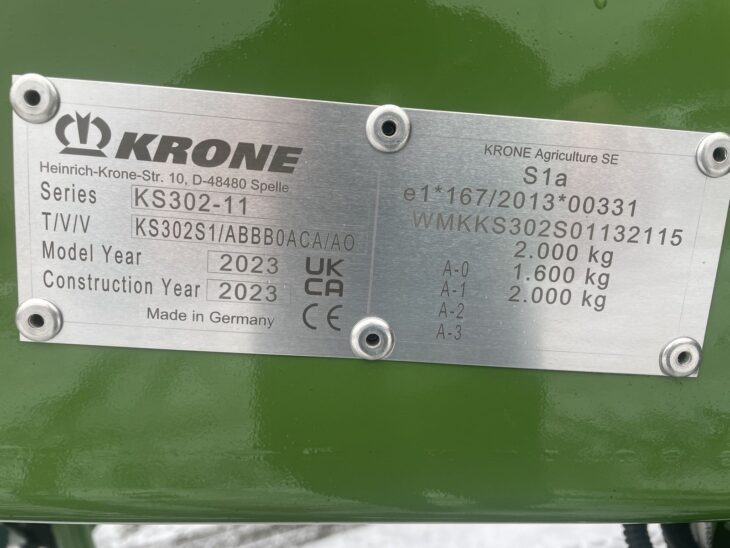 KRONE
Heinrich-Krone-Str. 10, D-48480 Spelle
Series KS302-11
T/V/V KS302S1/ABBB0ACA/AO
Model Year 2023
Construction Year 2023
UK
CA
Made in Germany CE
KRONE Agriculture SE
S1a
e1*167/2013*00331
WMKKS302S01132115
2.000 kg
A-0 1.600 kg
A-1 2.000 kg
A-2
A-3